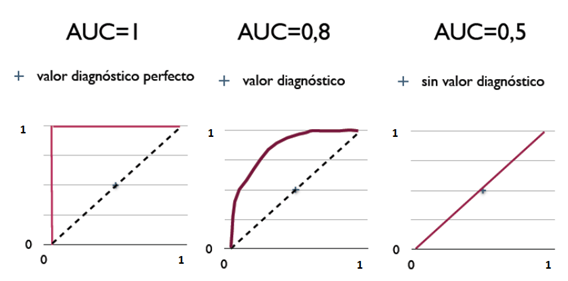 AUC=1
AUC=0,8
AUC=0,5
+ valor diagnóstico perfecto
+ valor diagnóstico
+ sin valor diagnóstico
1
0
0
1
1
0
0
1
1
0
0
1